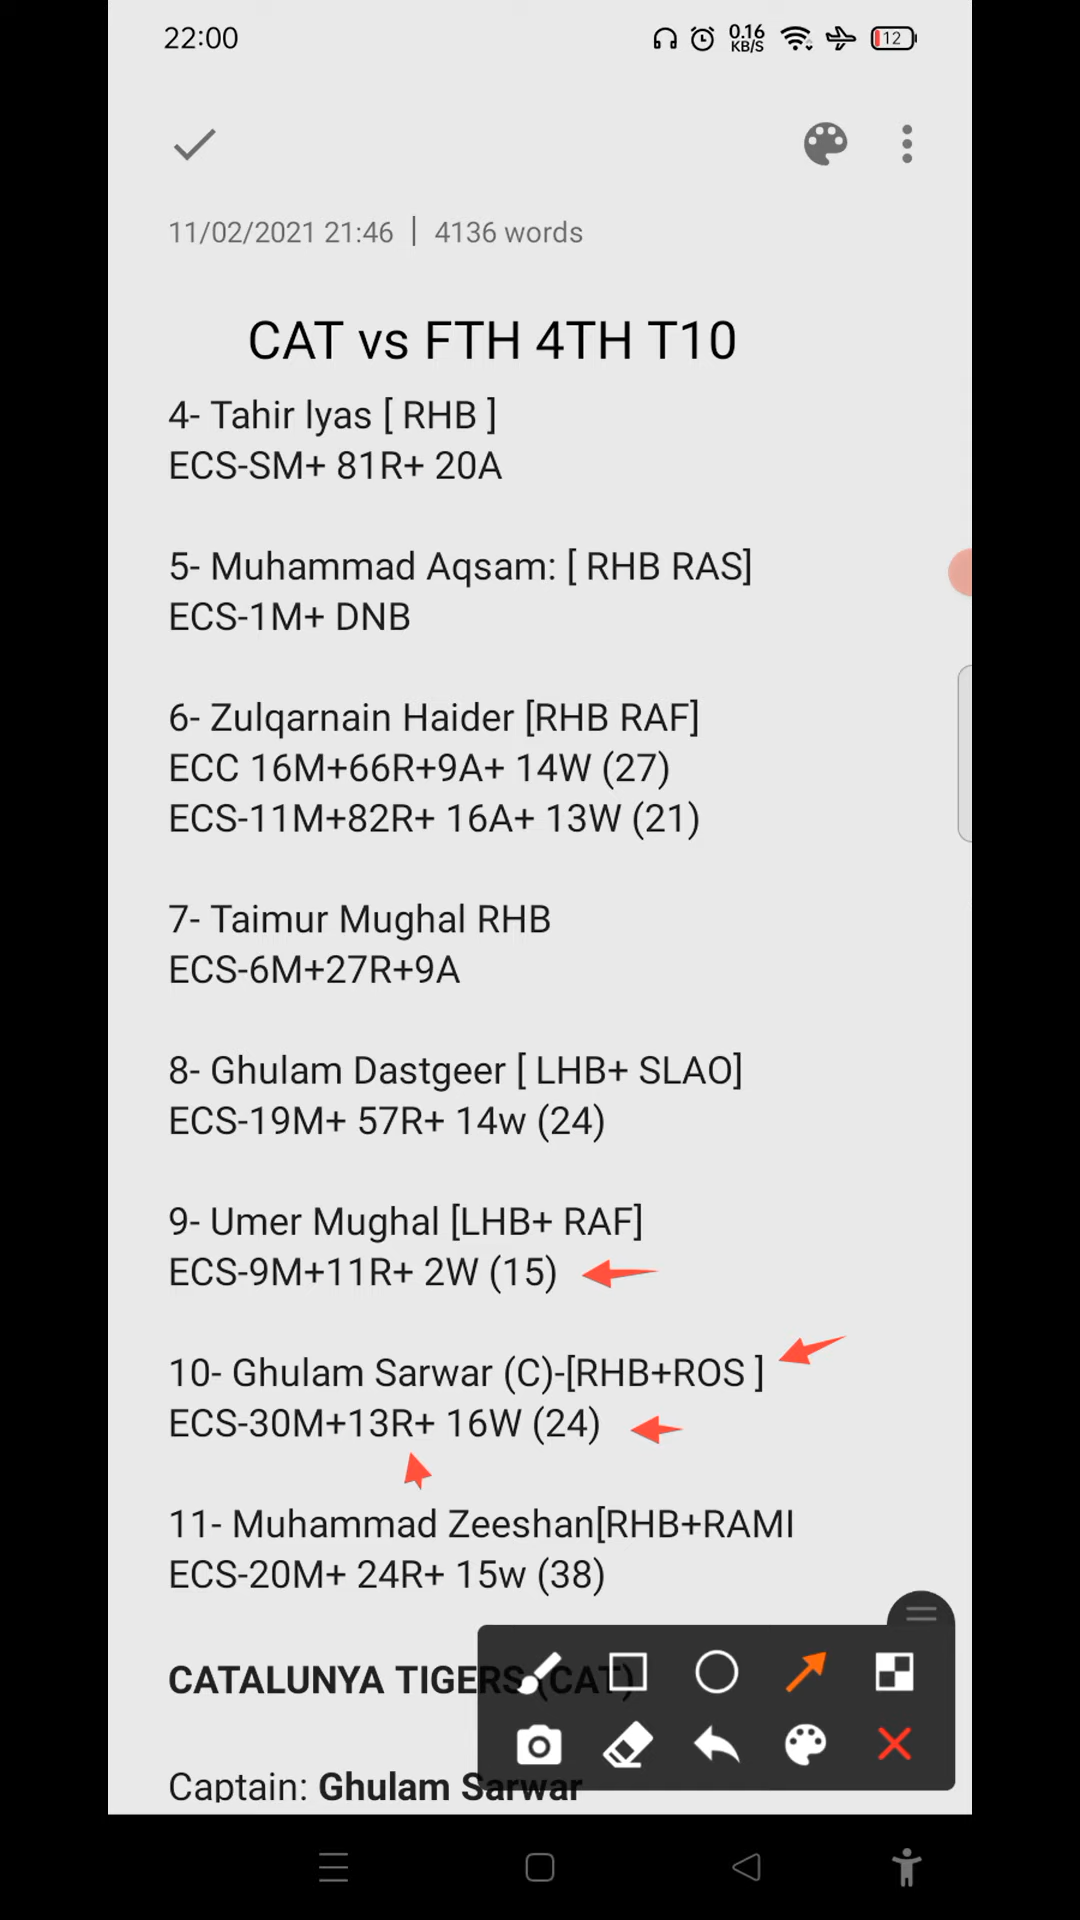 22:00
0.16
KB/S
12
11/02/2021 21:46 | 4136 words
CAT vs FTH 4TH T10
4- Tahir lyas [ RHB ]
ECS-SM+ 81R+ 20A
5- Muhammad Aqsam: [ RHB RAS]
ECS-1M+ DNB
6- Zulqarnain Haider [RHB RAF]
ECC 16M+66R+9A+ 14W (27)
ECS-11M+82R+ 16A+ 13W (21)
7- Taimur Mughal RHB
ECS-6M+27R+9A
8- Ghulam Dastgeer [ LHB+ SLAO]
ECS-19M+ 57R+ 14w (24)
9- Umer Mughal [LHB+ RAF]
ECS-9M+11R+ 2W (15)
10- Ghulam Sarwar (C)-[RHB+ROS ]
ECS-30M+13R+ 16W (24)
11- Muhammad Zeeshan[RHB+RAMI
ECS-20M+ 24R+ 15w (38)
CATALUNYA TIGERS (CAT)
Captain: Ghulam Sarwar